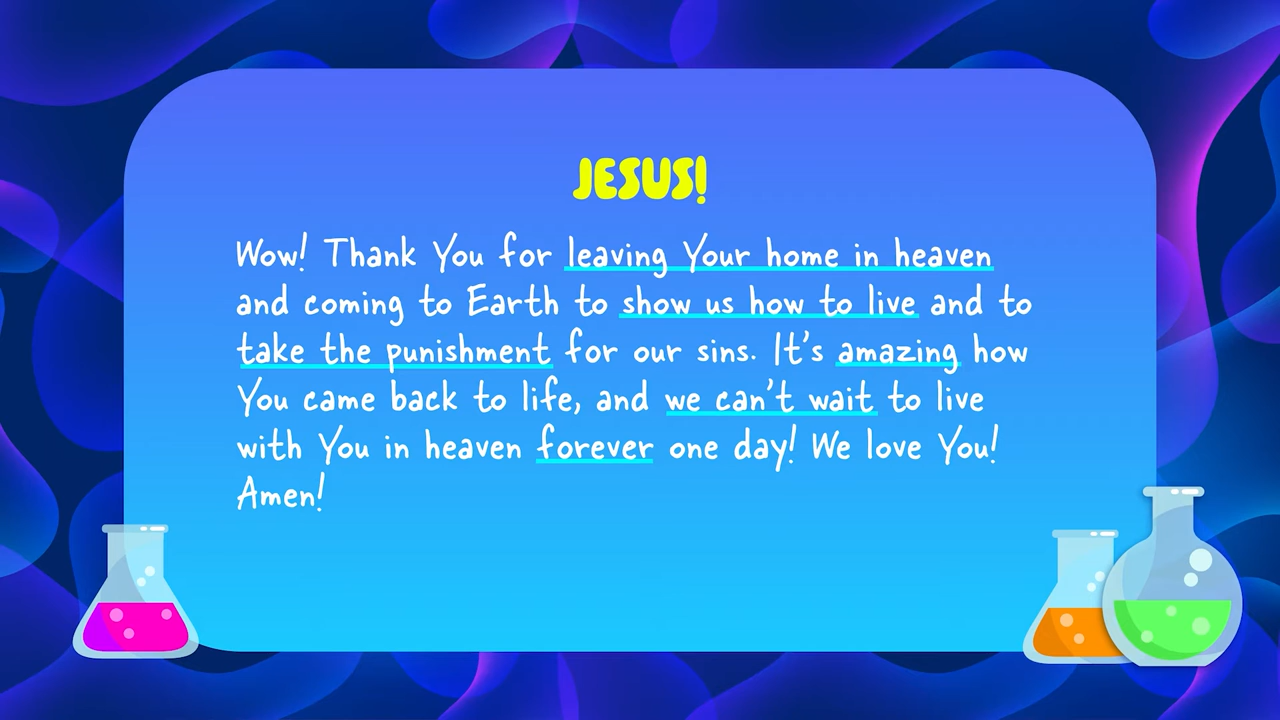 JESUS!
Wow! Thank You for leaving Your home in heaven
and coming to Earth to show us how to live and to
take the punishment for our sins. It's amazing how
You came back to life, and we can't wait to live
with You in heaven forever one day! We love You!
Amen!